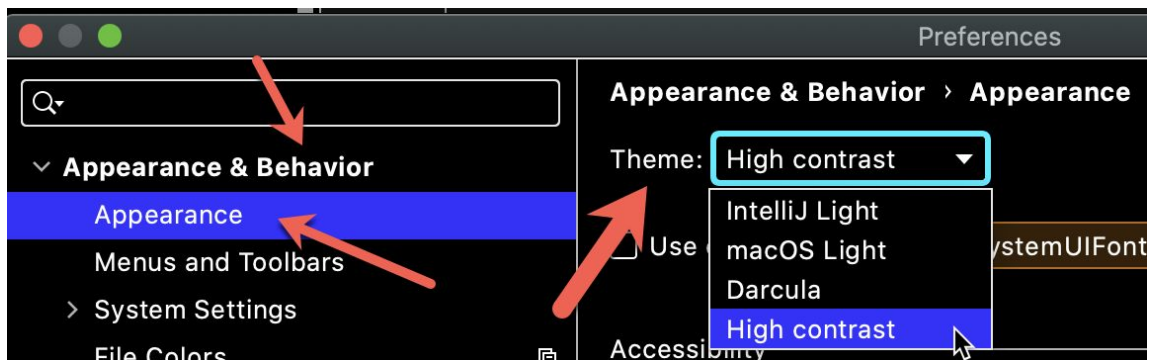 Preferences
Appearance & Behavior
Appearance
Menus and Toolbars
System Settings
File Colors
Appearance & Behavior › Appearance
Theme: High contrast
IntelliJ Light
macOS Light
Darcula
High contrast
Use
ystemUIFont
Accessibility